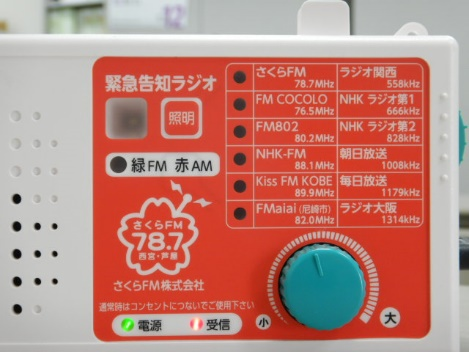 12
緊急告知ラジオ
照明
緑FM 赤AM
さくらFM
78.7MHz
ラジオ関西
558kHz
FM COCOLO
76.5MHz
NHK ラジオ第1
666kHz
FM802
80.2MHz
NHK ラジオ第2
828kHz
NHK-FM
88.1MHz
朝日放送
1008kHz
Kiss FM KOBE
89.9MHz
毎日放送
1179kHz
FMaiai (尼崎市)
82.0MHz
ラジオ大阪
1314kHz
さくらFM
78.7
西宮・芦屋
さくらFM株式会社
通常時はコンセントにつないでご使用下さい
電源 受信
小 大